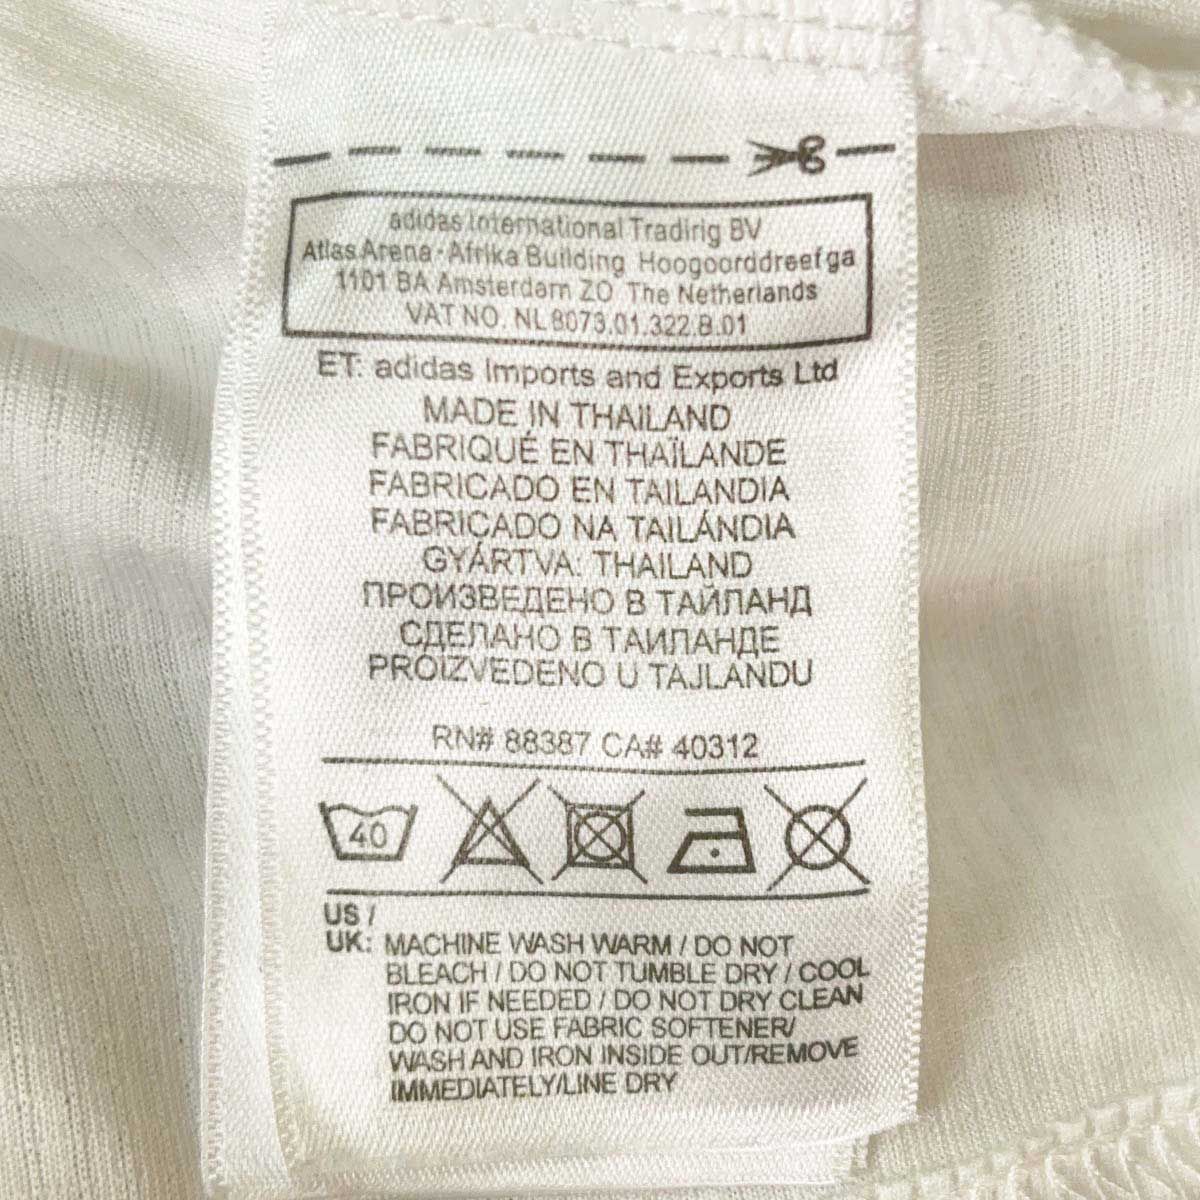 adidas International Tradirig BV
Atlas Arena · Afrika Building Hoogoorddreefga
1101 BA Amsterdam ZO The Netherlands
VAT NO. NL8073.01.322.B.01
ET: adidas Imports and Exports Ltd
MADE IN THAILAND
FABRIQUÉ EN THAÏLANDE
FABRICADO EN TAILANDIA
FABRICADO NA TAILÁNDIA
GYÁRTVA: THAILAND
ПРОИЗВЕДЕНО В ТАЙЛАНД
СДЕЛАНО В ТАИЛАНДЕ
PROIZVEDENO U TAJLANDU
RN# 88387 CA# 40312
40
US /
UK: MACHINE WASH WARM / DO NOT
BLEACH / DO NOT TUMBLE DRY / COOL
IRON IF NEEDED / DO NOT DRY CLEAN
DO NOT USE FABRIC SOFTENER/
WASH AND IRON INSIDE OUT/REMOVE
IMMEDIATELY/LINE DRY